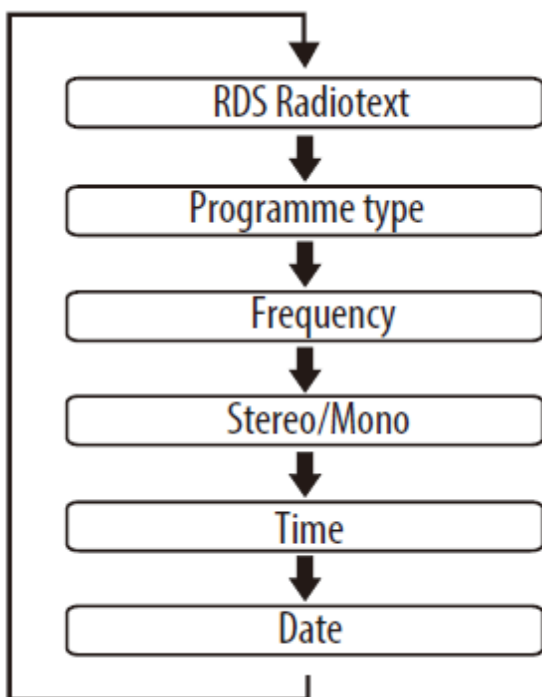 RDS Radiotext
Programme type
Frequency
Stereo/Mono
Time
Date